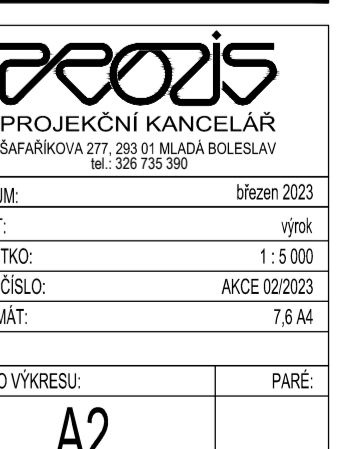 PROZIS
PROJEKČNÍ KANCELÁŘ
ŠAFAŘÍKOVA 277, 293 01 MLADÁ BOLESLAV
tel.: 326 735 390
UM: březen 2023
T: výrok
TKO: 1 : 5 000
ČÍSLO: AKCE 02/2023
MÁT: 7,6 A4
O VÝKRESU: PARÉ:
A2